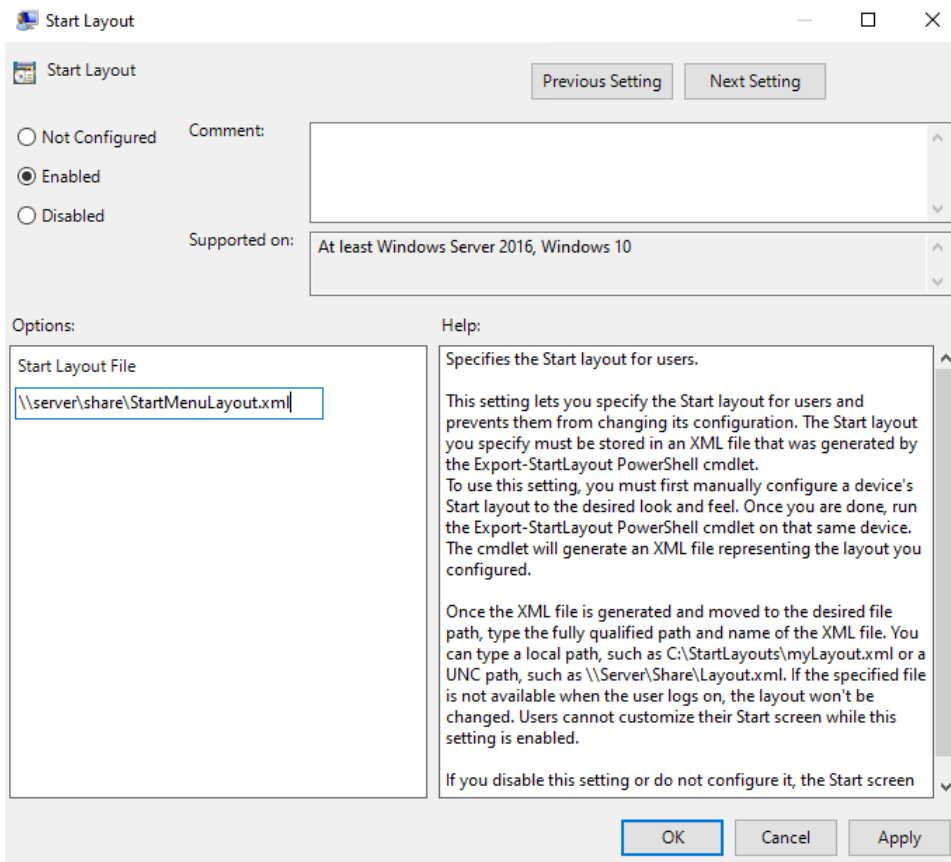 Start Layout
Start Layout
Previous Setting
Next Setting
Not Configured
Comment:
Enabled
Disabled
Supported on:
At least Windows Server 2016, Windows 10
Options:
Help:
Start Layout File
\\server\share\StartMenuLayout.xml
Specifies the Start layout for users.
This setting lets you specify the Start layout for users and
prevents them from changing its configuration. The Start layout
you specify must be stored in an XML file that was generated by
the Export-StartLayout PowerShell cmdlet.
To use this setting, you must first manually configure a device's
Start layout to the desired look and feel. Once you are done, run
the Export-StartLayout PowerShell cmdlet on that same device.
The cmdlet will generate an XML file representing the layout you
configured.
Once the XML file is generated and moved to the desired file
path, type the fully qualified path and name of the XML file. You
can type a local path, such as C:\StartLayouts\myLayout.xml or a
UNC path, such as \\Server\Share\Layout.xml. If the specified file
is not available when the user logs on, the layout won't be
changed. Users cannot customize their Start screen while this
setting is enabled.
If you disable this setting or do not configure it, the Start screen
OK
Cancel
Apply